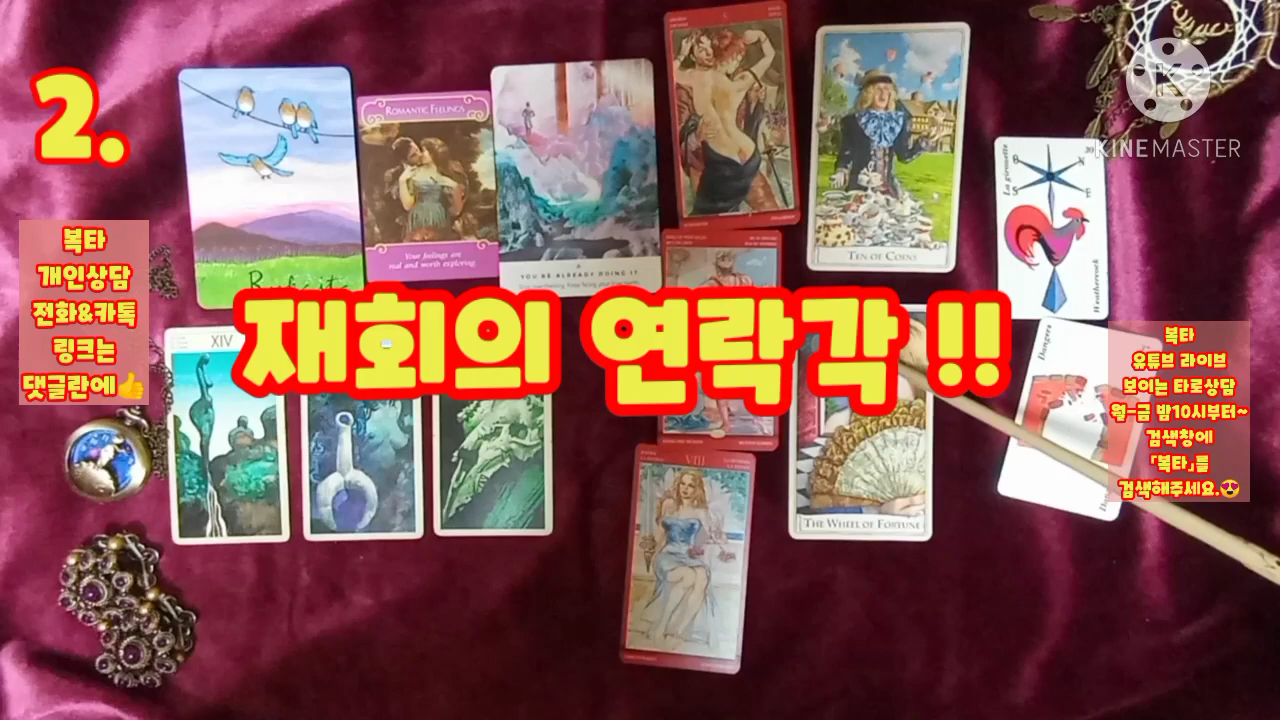 2.
복타
개인상담
전화&카톡
링크는
댓글란에👍
ROMANTIC FEELINGS
Your feelings are
real and worth exploring.
YOU'RE ALREADY DOING IT
TEN OF COINS
K
KINEMASTER
La girouette
N
S
E
Weathercock
재회의 연락각 !!
XIV
VIII
THE WHEEL OF FORTUNE
Dangers
복타
유튜브 라이브
보이는 타로상담
월-금 밤10시부터~
검색창에
「복타」를
검색해주세요.😍